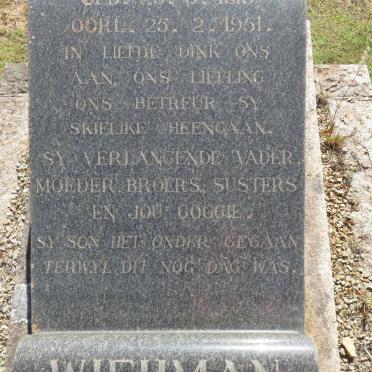 OORL. 25. 2. 1951.
IN LIEFDE DINK ONS
AAN ONS LIEFLING
ONS BETREUR SY
SKIELIKE HEENGAAN.
SY VERLANGENDE VADER,
MOEDER, BROERS, SUSTERS
EN JOU GOGGIE.
SY SON HET ONDER GEGAAN
TERWYL DIT NOG DAG WAS.
WIEHMAN